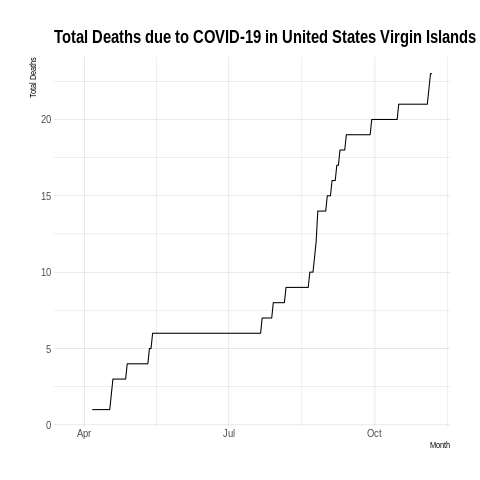 Total Deaths due to COVID-19 in United States Virgin Islands
Total Deaths
20
15
10
5
0
Apr Jul Oct
Month